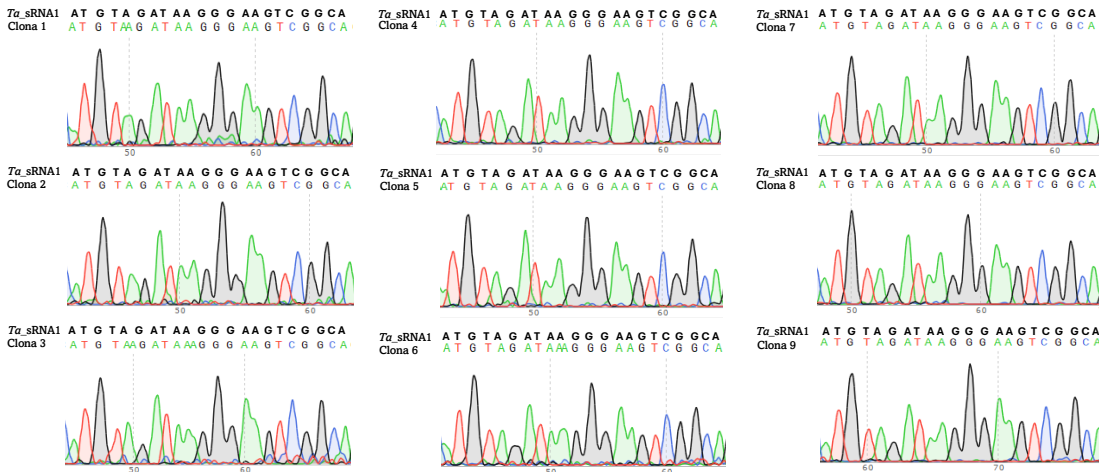 Ta_sRNA1 A T G T A G A T A A G G G A A G T C G G C A
Clona 1 A T G T A A G A T A A G G G A A G T C G G C A
50 60
Ta_sRNA1 A T G T A G A T A A G G G A A G T C G G C A
Clona 4 A T G T A G A T A A G G G A A G T C G G C A
50 60
Ta_sRNA1 A T G T A G A T A A G G G A A G T C G G C A
Clona 7 A T G T A G A T A A G G G A A G T C G G C A
50 60
Ta_sRNA1 A T G T A G A T A A G G G A A G T C G G C A
Clona 2 A T G T A G A T A A G G G A A G T C G G C A
50 60
Ta_sRNA1 A T G T A G A T A A G G G A A G T C G G C A
Clona 5 A T G T A G A T A A G G G A A G T C G G C A
50 60
Ta_sRNA1 A T G T A G A T A A G G G A A G T C G G C A
Clona 8 A T G T A G A T A A G G G A A G T C G G C A
50 60
Ta_sRNA1 A T G T A G A T A A G G G A A G T C G G C A
Clona 3 A T G T A A G A T A A A G G G A A G T C G G C A
50 60
Ta_sRNA1 A T G T A G A T A A G G G A A G T C G G C A
Clona 6 A T G T A G A T A A A G G G A A G T C G G C A
Ta_sRNA1 A T G T A G A T A A G G G A A G T C G G C A
Clona 9 A T G T A G A T A A G G G A A G T C G G C A
60 70